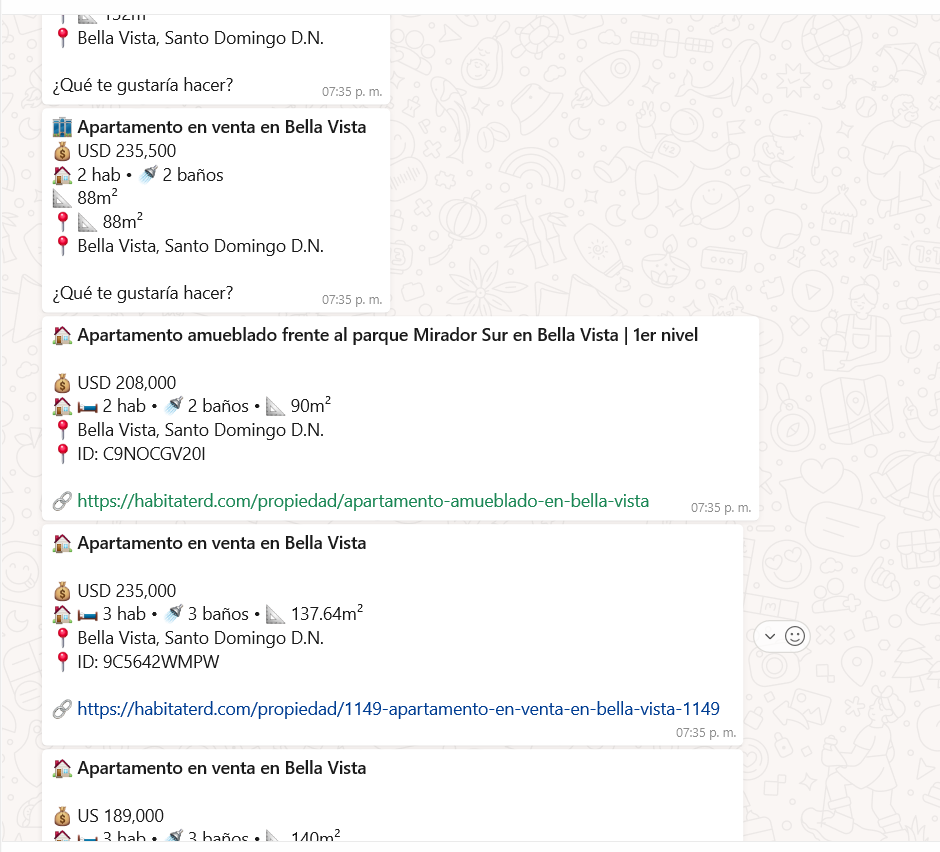 📐 132m²
📍 Bella Vista, Santo Domingo D.N.
¿Qué te gustaría hacer?
07:35 p. m.
🏢 Apartamento en venta en Bella Vista
💰 USD 235,500
🏠 2 hab • 🚿 2 baños
📐 88m²
📍 📐 88m²
📍 Bella Vista, Santo Domingo D.N.
¿Qué te gustaría hacer?
07:35 p. m.
🏠 Apartamento amueblado frente al parque Mirador Sur en Bella Vista | 1er nivel
💰 USD 208,000
🏠 🛏️ 2 hab • 🚿 2 baños • 📐 90m²
📍 Bella Vista, Santo Domingo D.N.
📍 ID: C9NOCGV20I
🔗 https://habitaterd.com/propiedad/apartamento-amueblado-en-bella-vista
07:35 p. m.
🏠 Apartamento en venta en Bella Vista
💰 USD 235,000
🏠 🛏️ 3 hab • 🚿 3 baños • 📐 137.64m²
📍 Bella Vista, Santo Domingo D.N.
📍 ID: 9C5642WMPW
🔗 https://habitaterd.com/propiedad/1149-apartamento-en-venta-en-bella-vista-1149
07:35 p. m.
🏠 Apartamento en venta en Bella Vista
💰 US 189,000
🏠 🛏️ 3 hab • 🚿 3 baños • 📐 140m²